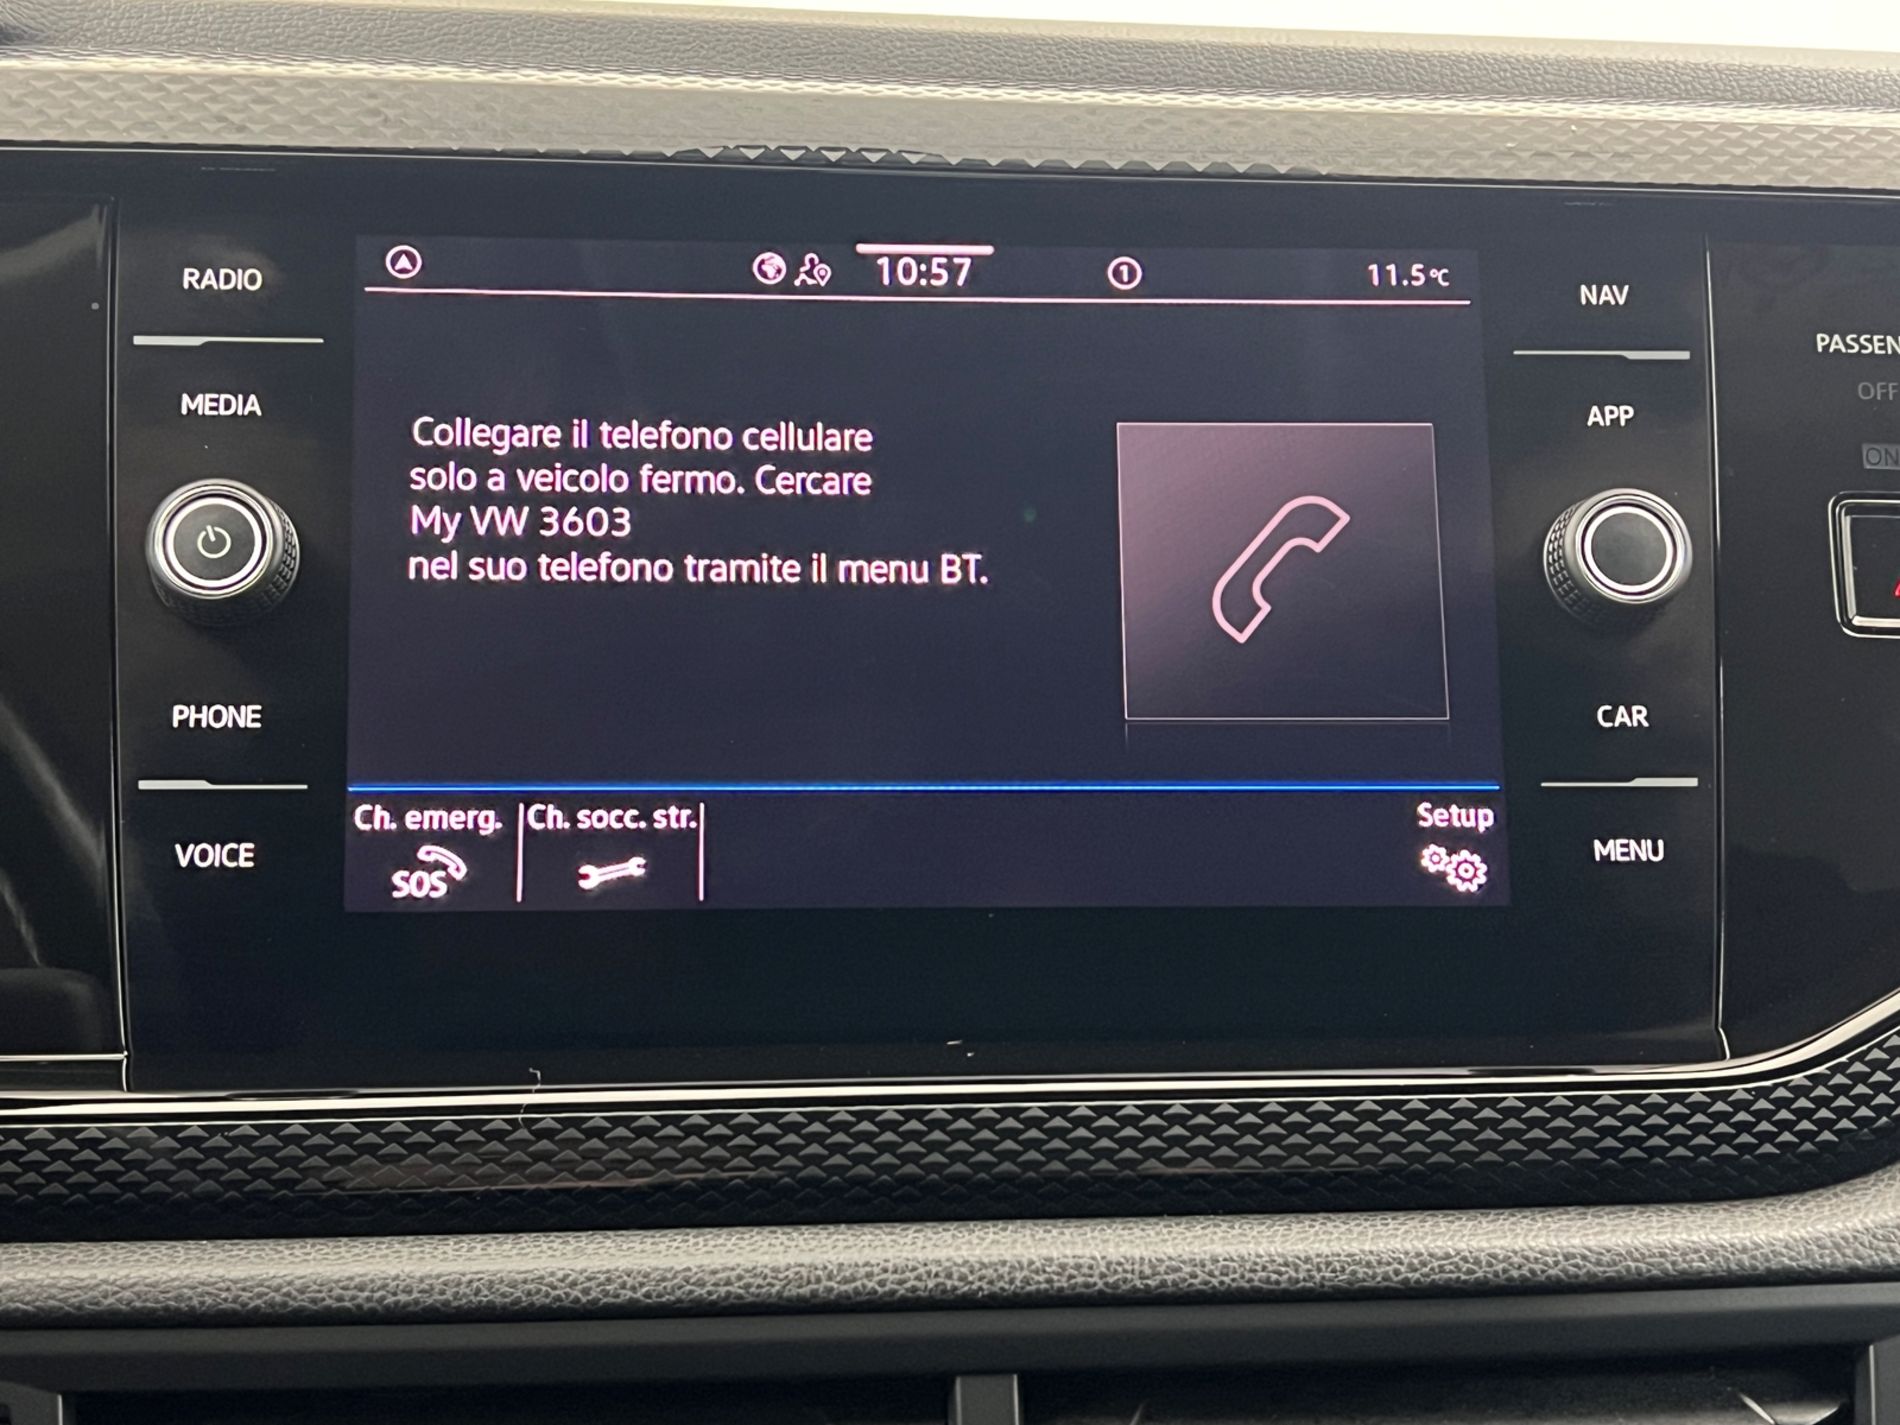 RADIO
MEDIA
PHONE
VOICE
10:57
1
11.5°C
Collegare il telefono cellulare
solo a veicolo fermo. Cercare
My VW 3603
nel suo telefono tramite il menu BT.
Ch. emerg.
SOS
Ch. socc. str.
Setup
NAV
APP
CAR
MENU
PASSEN
OFF
ON